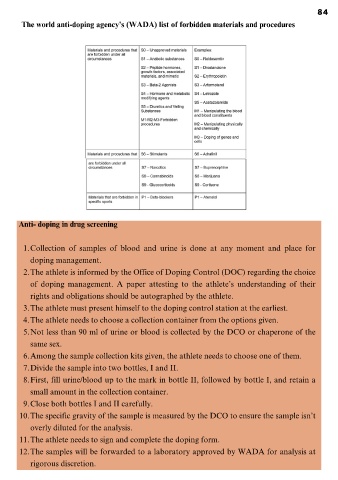 84
The world anti-doping agency's (WADA) list of forbidden materials and procedures
Materials and procedures that
are forbidden under all
circumstances
S0 – Unapproved materials
S1 – Anabolic substances
S2 – Peptide hormones,
growth factors, associated
materials, and mimetic
S3 – Beta-2 Agonists
S4 – Hormone and metabolic
modifying agents
S5 – Diuretics and Veiling
Substances
M1/M2/M3-Forbidden
procedures
Examples
S1 – Drostanolone
S2 – Erythropoietin
S3 – Arformoterol
S4 – Letrozole
S5 – Acetazolamide
M1 – Manipulating the blood
and blood constituents
M2 – Manipulating physically
and chemically
M3 – Doping of genes and
cells
Materials and procedures that
are forbidden under all
circumstances
S6 – Stimulants
S7 – Narcotics
S8 – Cannabinoids
S9 – Glucocorticoids
S6 – Adrafinil
S7 – Buprenorphine
S8 – Marijuana
S9 – Cortisone
Materials that are forbidden in
specific sports
P1 – Beta-blockers
P1 – Atenolol
Anti- doping in drug screening
1. Collection of samples of blood and urine is done at any moment and place for
doping management.
2. The athlete is informed by the Office of Doping Control (DOC) regarding the choice
of doping management. A paper attesting to the athlete's understanding of their
rights and obligations should be autographed by the athlete.
3. The athlete must present himself to the doping control station at the earliest.
4. The athlete needs to choose a collection container from the options given.
5. Not less than 90 ml of urine or blood is collected by the DCO or chaperone of the
same sex.
6. Among the sample collection kits given, the athlete needs to choose one of them.
7. Divide the sample into two bottles, I and II.
8. First, fill urine/blood up to the mark in bottle II, followed by bottle I, and retain a
small amount in the collection container.
9. Close both bottles I and II carefully.
10. The specific gravity of the sample is measured by the DCO to ensure the sample isn't
overly diluted for the analysis.
11. The athlete needs to sign and complete the doping form.
12. The samples will be forwarded to a laboratory approved by WADA for analysis at
rigorous discretion.